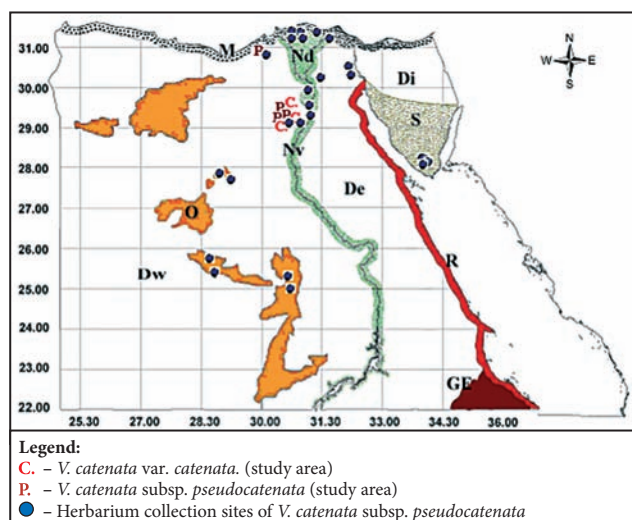 N
W E
S
31.00
M
P
Nd
30.00
Di
P C.
S
29.00
P P C
C.
Nv
28.00
De
27.00
O
26.00
Dw
R
25.00
24.00
23.00
GE
22.00
25.30 27.00 28.30 30.00 31.30 33.00 34.30 36.00
Legend:
C. – V. catenata var. catenata. (study area)
P. – V. catenata subsp. pseudocatenata (study area)
– Herbarium collection sites of V. catenata subsp. pseudocatenata